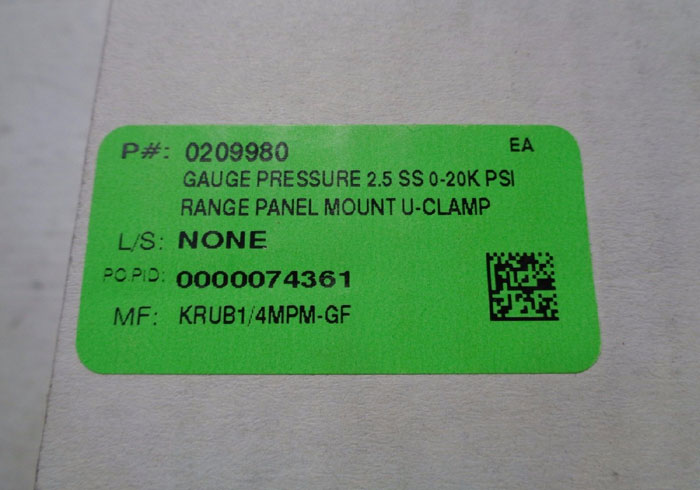 P#: 0209980 EA
GAUGE PRESSURE 2.5 SS 0-20K PSI
RANGE PANEL MOUNT U-CLAMP
L/S: NONE
PO.PID: 0000074361
MF: KRUB1/4MPM-GF